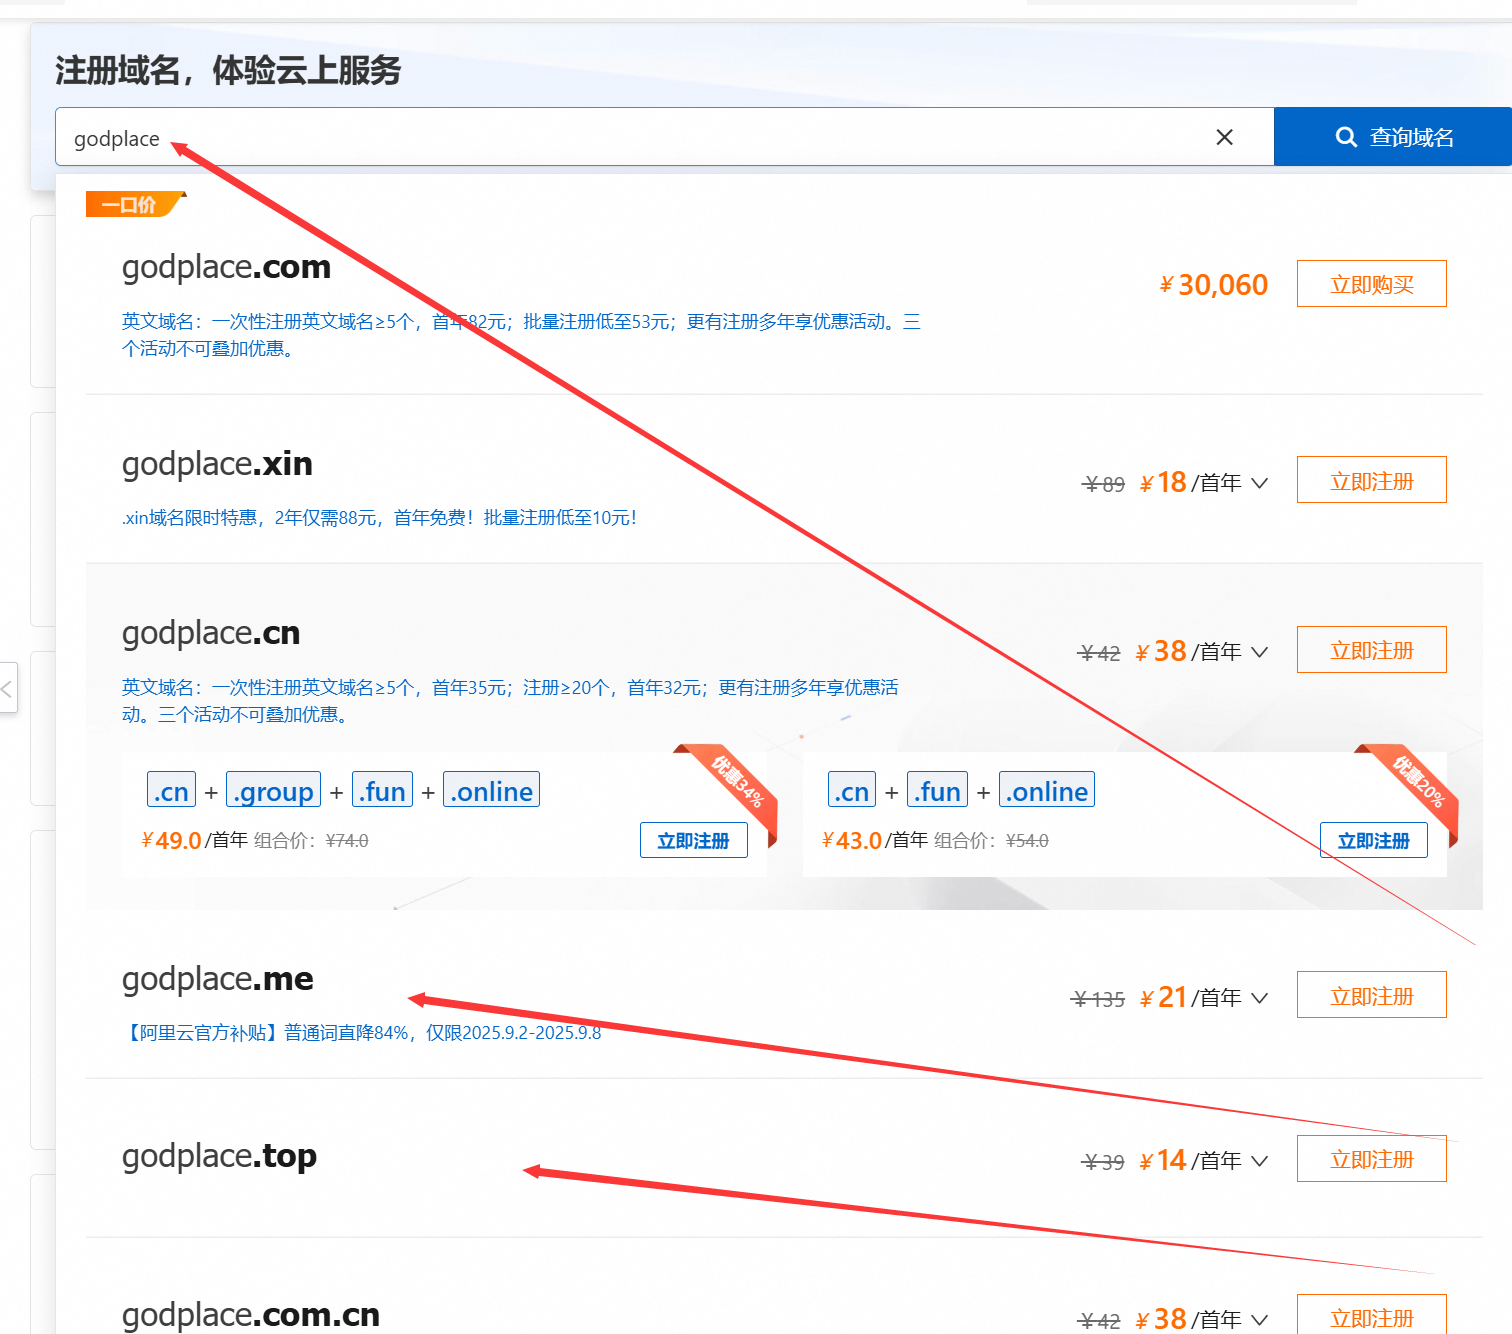 注册域名，体验云上服务
godplace
查询域名
一口价
godplace.com
¥30,060 立即购买
英文域名：一次性注册英文域名≥5个，首年82元；批量注册低至53元；更有注册多年享优惠活动。三
个活动不可叠加优惠。
godplace.xin
¥89 ¥18/首年 立即注册
.xin域名限时特惠，2年仅需88元，首年免费！批量注册低至10元！
godplace.cn
¥42 ¥38/首年 立即注册
英文域名：一次性注册英文域名≥5个，首年35元；注册≥20个，首年32元；更有注册多年享优惠活
动。三个活动不可叠加优惠。
优惠34%
.cn + .group + .fun + .online
¥49.0/首年 组合价：¥74.0 立即注册
优惠20%
.cn + .fun + .online
¥43.0/首年 组合价：¥54.0 立即注册
godplace.me
¥135 ¥21/首年 立即注册
【阿里云官方补贴】普通词直降84%，仅限2025.9.2-2025.9.8
godplace.top
¥39 ¥14/首年 立即注册
godplace.com.cn
¥42 ¥38/首年 立即注册